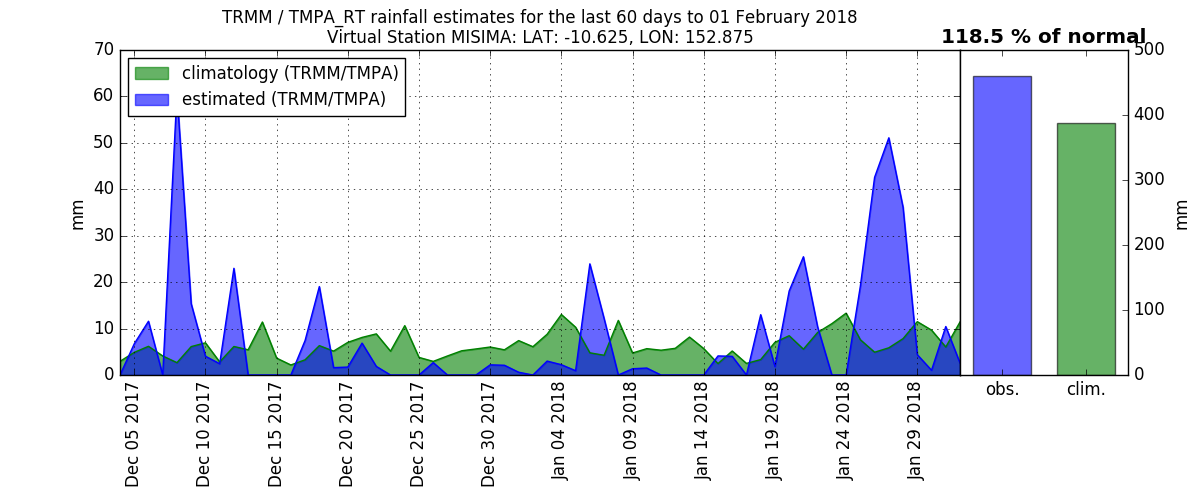 TRMM / TMPA_RT rainfall estimates for the last 60 days to 01 February 2018
Virtual Station MISIMA: LAT: -10.625, LON: 152.875
118.5 % of normal
climatology (TRMM/TMPA)
estimated (TRMM/TMPA)
70
60
50
40
30
20
10
0
mm
Dec 05 2017
Dec 10 2017
Dec 15 2017
Dec 20 2017
Dec 25 2017
Dec 30 2017
Jan 04 2018
Jan 09 2018
Jan 14 2018
Jan 19 2018
Jan 24 2018
Jan 29 2018
obs.
clim.
500
400
300
200
100
0
mm